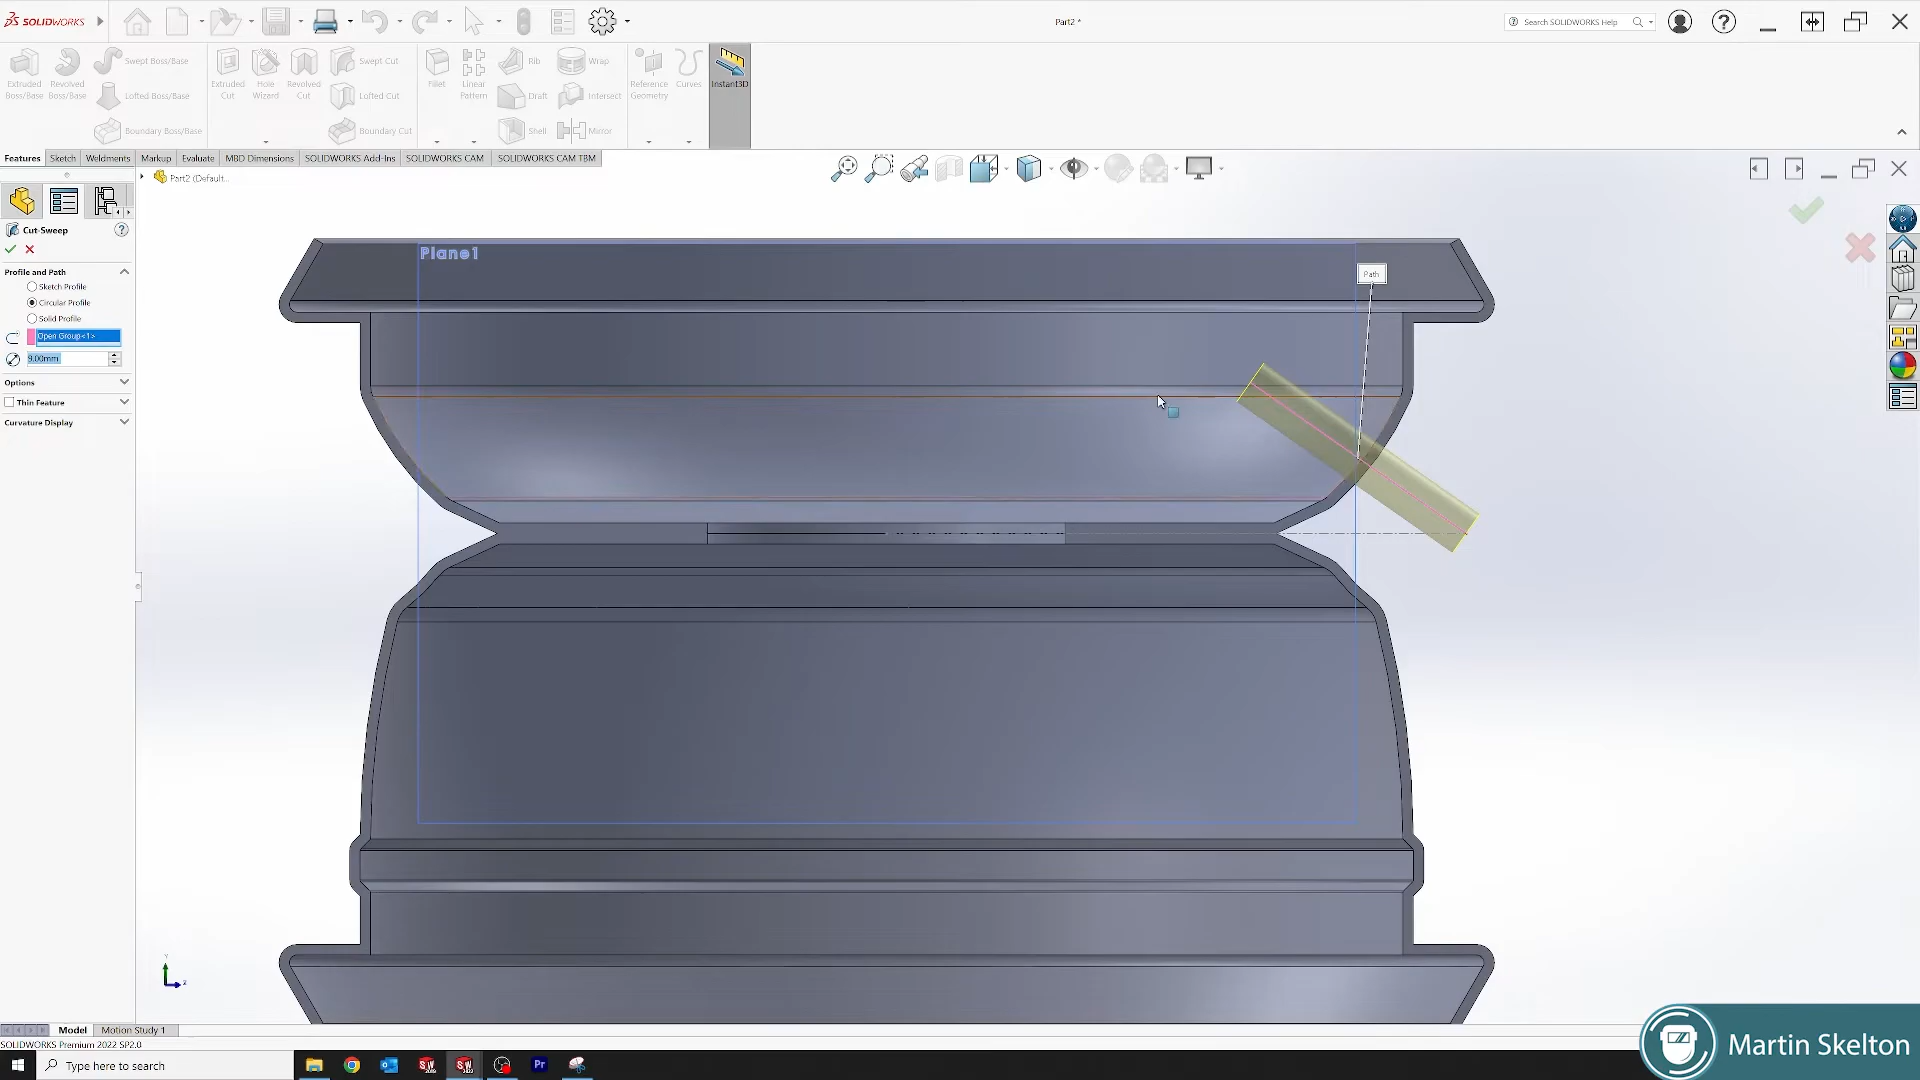 SOLIDWORKS
Part2 *
Search SOLIDWORKS Help
Extruded Boss/Base
Revolved Boss/Base
Swept Boss/Base
Lofted Boss/Base
Boundary Boss/Base
Extruded Cut
Hole Wizard
Revolved Cut
Swept Cut
Lofted Cut
Boundary Cut
Fillet
Linear Pattern
Rib
Draft
Shell
Wrap
Intersect
Mirror
Reference Geometry
Curves
Instant3D
Features
Sketch
Weldments
Markup
Evaluate
MBD Dimensions
SOLIDWORKS Add-Ins
SOLIDWORKS CAM
SOLIDWORKS CAM TBM
Part2 (Default...
Cut-Sweep
Profile and Path
Sketch Profile
Circular Profile
Solid Profile
Open Group<1>
9.00mm
Options
Thin Feature
Curvature Display
Plane1
Path
Model
Motion Study 1
SOLIDWORKS Premium 2022 SP2.0
Type here to search
Pr
Martin Skelton